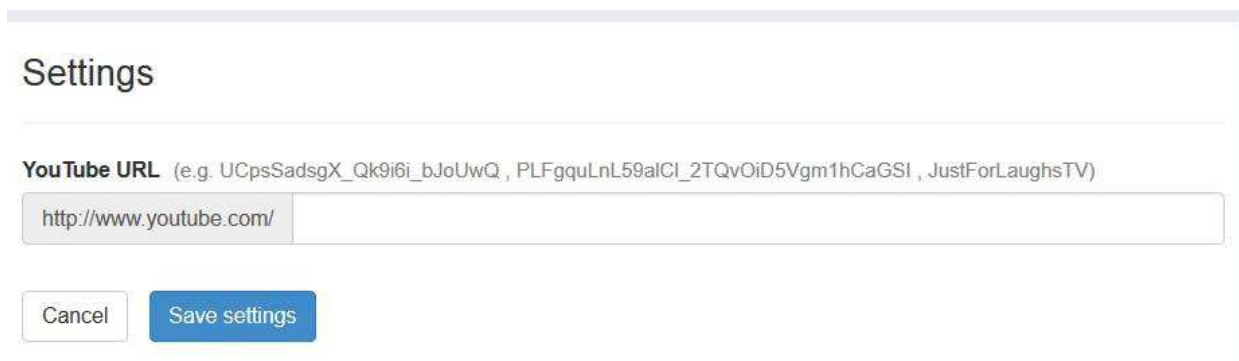 Settings
YouTube URL (e.g. UCpsSadsgX_Qk9i6i_bJoUwQ , PLFgquLnL59alCl_2TQvOiD5Vgm1hCaGSI , JustForLaughsTV)
http://www.youtube.com/
Cancel Save settings